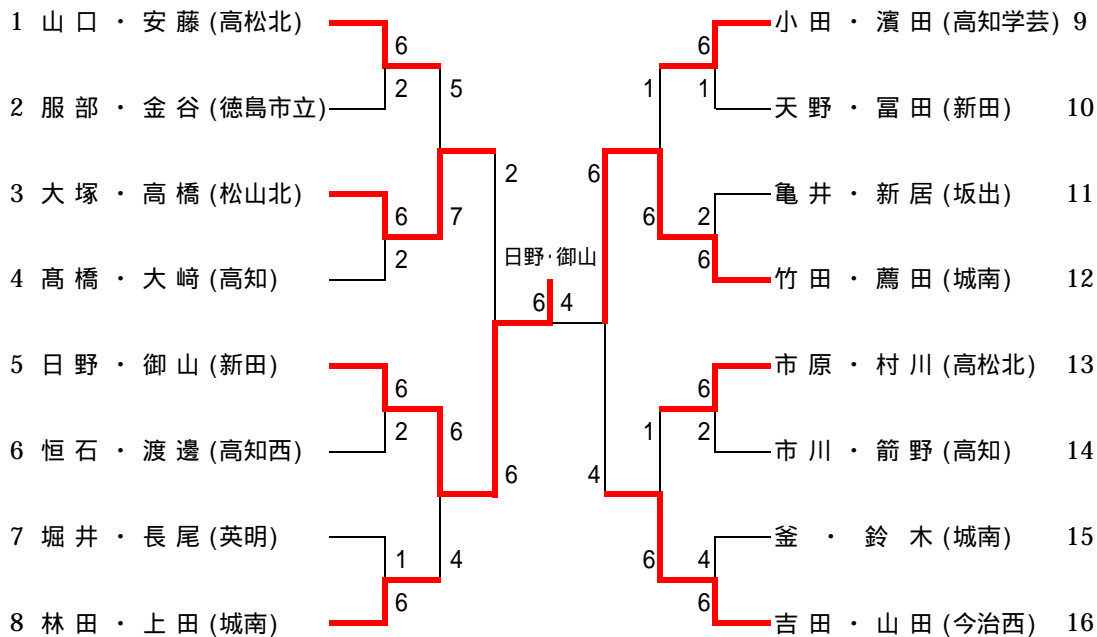 1 山 口 ・ 安 藤 (高松北)
6
2
2 服 部 ・ 金 谷 (徳島市立)
5
3 大 塚 ・ 高 橋 (松山北)
6
2
7
4 髙 橋 ・ 大 﨑 (高知)
2
5 日 野 ・ 御 山 (新田)
6
2
6 恒 石 ・ 渡 邊 (高知西)
6
7 堀 井 ・ 長 尾 (英明)
1
6
4
8 林 田 ・ 上 田 (城南)
6
日野・御山
6 4
小 田 ・ 濱 田 (高知学芸) 9
6
1
天 野 ・ 冨 田 (新田) 10
1
亀 井 ・ 新 居 (坂出) 11
2
6
6
竹 田 ・ 薦 田 (城南) 12
6
市 原 ・ 村 川 (高松北) 13
6
2
市 川 ・ 箭 野 (高知) 14
1
釜 ・ 鈴 木 (城南) 15
4
6
6
吉 田 ・ 山 田 (今治西) 16
4